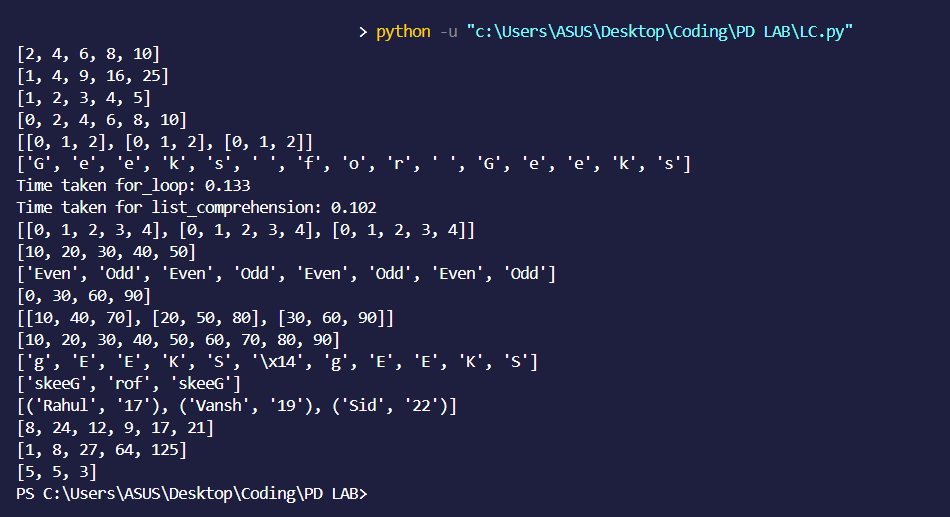 > python -u "c:\Users\ASUS\Desktop\Coding\PD LAB\LC.py"
[2, 4, 6, 8, 10]
[1, 4, 9, 16, 25]
[1, 2, 3, 4, 5]
[0, 2, 4, 6, 8, 10]
[[0, 1, 2], [0, 1, 2], [0, 1, 2]]
['G', 'e', 'e', 'k', 's', ' ', 'f', 'o', 'r', ' ', 'G', 'e', 'e', 'k', 's']
Time taken for_loop: 0.133
Time taken for list_comprehension: 0.102
[[0, 1, 2, 3, 4], [0, 1, 2, 3, 4], [0, 1, 2, 3, 4]]
[10, 20, 30, 40, 50]
['Even', 'Odd', 'Even', 'Odd', 'Even', 'Odd', 'Even', 'Odd']
[0, 30, 60, 90]
[[10, 40, 70], [20, 50, 80], [30, 60, 90]]
[10, 20, 30, 40, 50, 60, 70, 80, 90]
['g', 'E', 'E', 'K', 'S', '\x14', 'g', 'E', 'E', 'K', 'S']
['skeeG', 'rof', 'skeeG']
[('Rahul', '17'), ('Vansh', '19'), ('Sid', '22')]
[8, 24, 12, 9, 17, 21]
[1, 8, 27, 64, 125]
[5, 5, 3]
PS C:\Users\ASUS\Desktop\Coding\PD LAB>